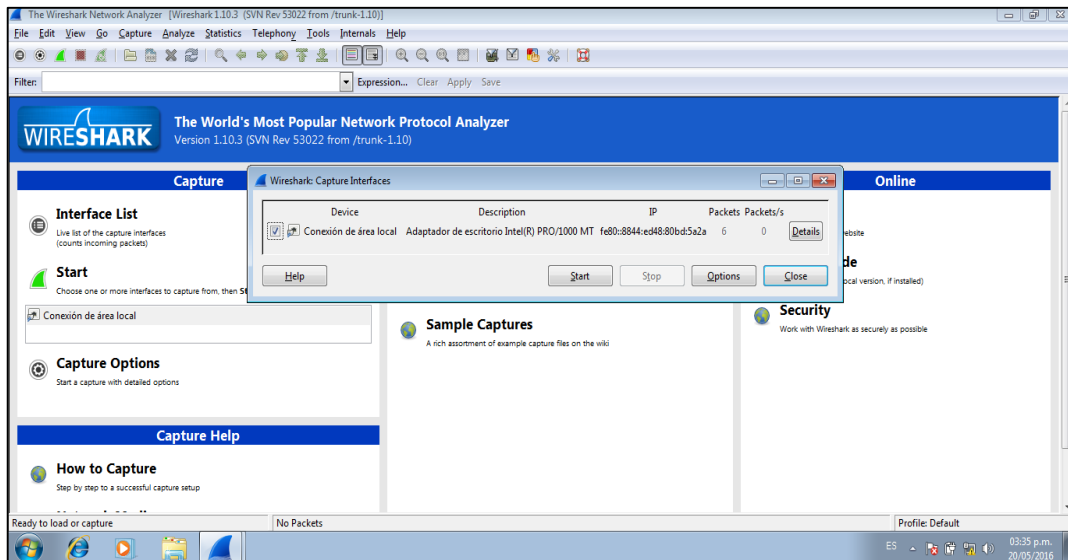 The Wireshark Network Analyzer [Wireshark 1.10.3 (SVN Rev 53022 from /trunk-1.10)]
File Edit View Go Capture Analyze Statistics Telephony Tools Internals Help
Filter:
Expression... Clear Apply Save
WIRESHARK
The World's Most Popular Network Protocol Analyzer
Version 1.10.3 (SVN Rev 53022 from /trunk-1.10)
Capture
Interface List
Live list of the capture interfaces
(counts incoming packets)
Start
Choose one or more interfaces to capture from, then
Conexión de área local
Capture Options
Start a capture with detailed options
Capture Help
How to Capture
Step by step to a successful capture setup
Wireshark: Capture Interfaces
Device Description IP Packets Packets/s
Conexión de área local Adaptador de escritorio Intel(R) PRO/1000 MT fe80::8844:ed48:80bd:5a2a 6 0 Details
Help Start Stop Options Close
Sample Captures
A rich assortment of example capture files on the wiki
Online
ebsite
de
ocal version, if installed)
Security
Work with Wireshark as securely as possible
Ready to load or capture No Packets Profile: Default
ES 03:35 p.m.
20/05/2016